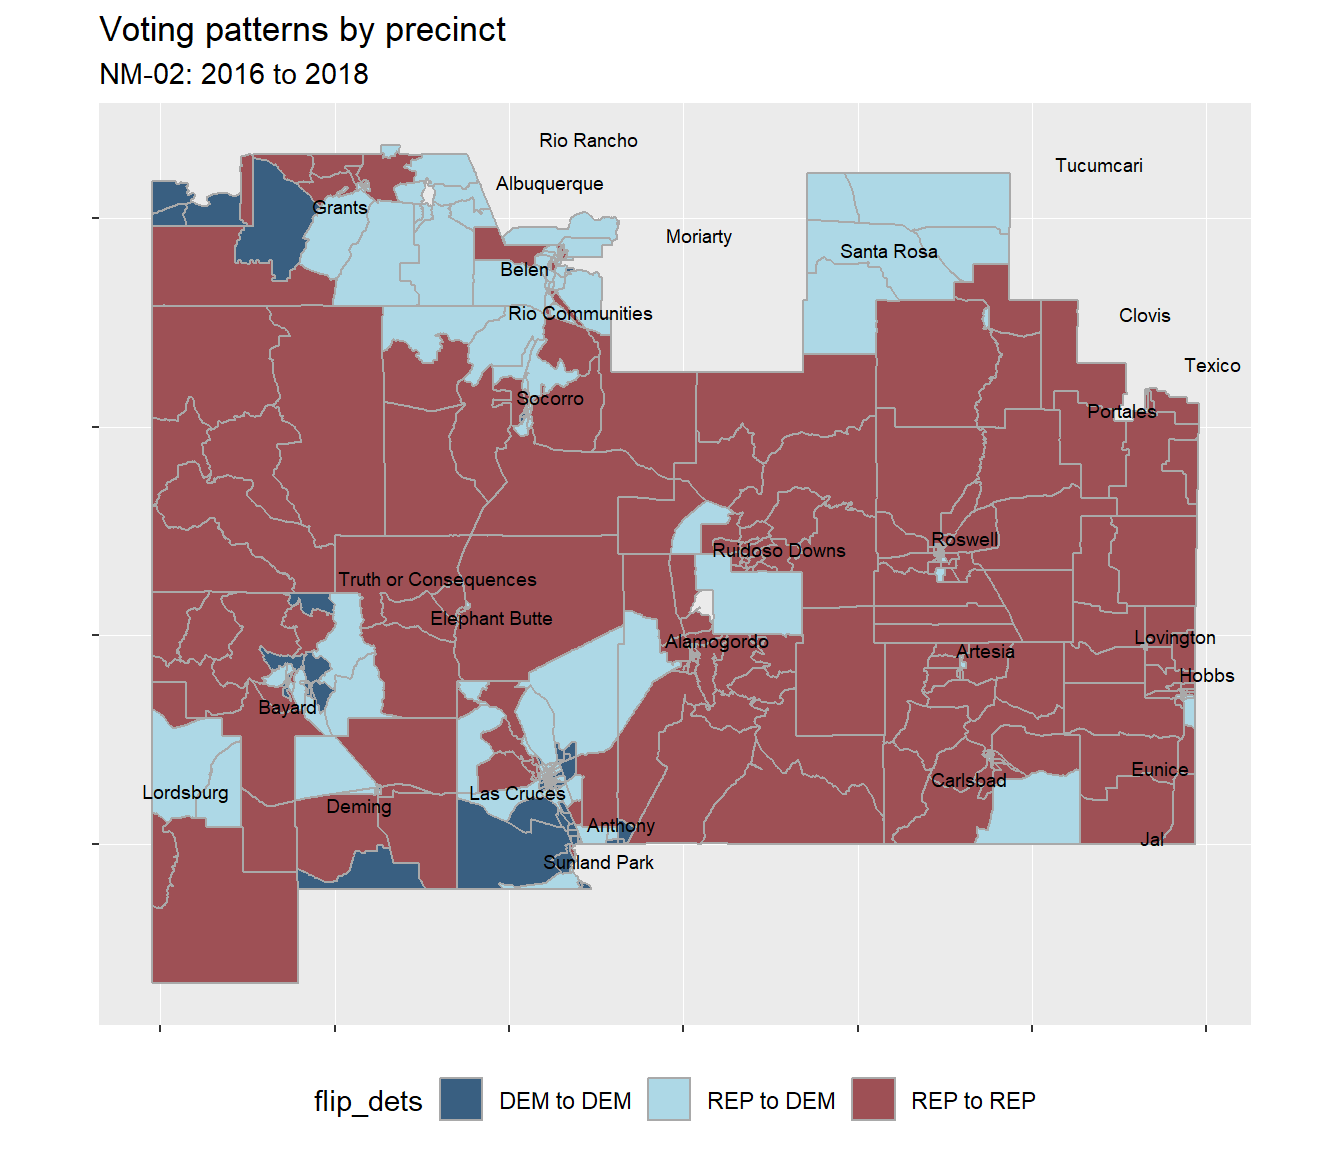 Voting patterns by precinct
NM-02: 2016 to 2018
Rio Rancho
Tucumcari
Albuquerque
Grants
Moriarty
Santa Rosa
Belen
Rio Communities
Clovis
Texico
Socorro
Portales
Roswell
Ruidoso Downs
Truth or Consequences
Elephant Butte
Alamogordo
Lovington
Artesia
Hobbs
Bayard
Eunice
Carlsbad
Lordsburg
Las Cruces
Deming
Anthony
Jal
Sunland Park
flip_dets DEM to DEM REP to DEM REP to REP